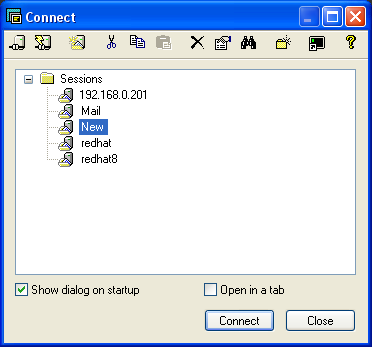 Connect
Sessions
192.168.0.201
Mail
New
redhat
redhat8
Show dialog on startup
Open in a tab
Connect
Close